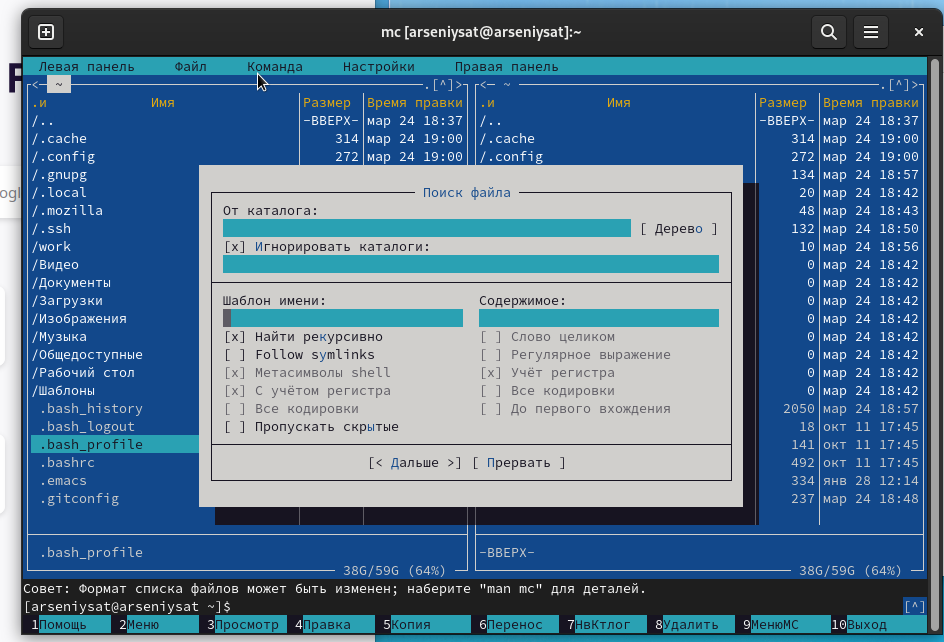 mc [arseniysat@arseniysat]:~
Левая панель Файл Команда Настройки Правая панель
<─ ~ .[^]> <─ ~ .[^]>
.и Имя Размер Время правки .и Имя Размер Время правки
/.. -ВВЕРХ- мар 24 18:37 /.. -ВВЕРХ- мар 24 18:37
/.cache 314 мар 24 19:00 /.cache 314 мар 24 19:00
/.config 272 мар 24 19:00 /.config 272 мар 24 19:00
/.gnupg 134 мар 24 18:57
/.local Поиск файла 20 мар 24 18:42
/.mozilla От каталога: 48 мар 24 18:43
/.ssh [ Дерево ] 132 мар 24 18:50
/work [x] Игнорировать каталоги: 10 мар 24 18:56
/Видео 0 мар 24 18:42
/Документы 0 мар 24 18:42
/Загрузки Шаблон имени: Содержимое: 0 мар 24 18:42
/Изображения 0 мар 24 18:42
/Музыка [x] Найти рекурсивно [ ] Слово целиком 0 мар 24 18:42
/Общедоступные [ ] Follow symlinks [ ] Регулярное выражение 0 мар 24 18:42
/Рабочий стол [x] Метасимволы shell [x] Учёт регистра 0 мар 24 18:42
/Шаблоны [x] С учётом регистра [ ] Все кодировки 0 мар 24 18:42
.bash_history [ ] Все кодировки [ ] До первого вхождения 2050 мар 24 18:57
.bash_logout [ ] Пропускать скрытые 18 окт 11 17:45
.bash_profile 141 окт 11 17:45
.bashrc [< Дальше >] [ Прервать ] 492 окт 11 17:45
.emacs 334 янв 28 12:14
.gitconfig 237 мар 24 18:48
.bash_profile -ВВЕРХ-
38G/59G (64%) 38G/59G (64%)
Совет: Формат списка файлов может быть изменен; наберите "man mc" для деталей.
[arseniysat@arseniysat ~]$ [^]
1Помощь 2Меню 3Просмотр 4Правка 5Копия 6Перенос 7НвКтлог 8Удалить 9МенюМС 10Выход